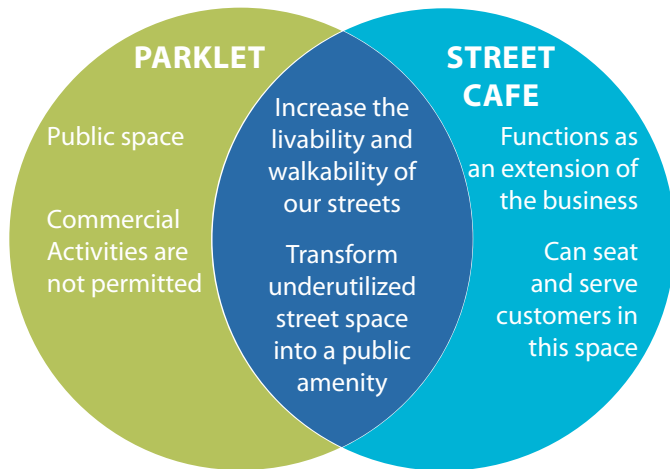 PARKLET
Public space
Commercial
Activities are
not permitted
Increase the
livability and
walkability of
our streets
Transform
underutilized
street space
into a public
amenity
STREET
CAFE
Functions as
an extension of
the business
Can seat
and serve
customers in
this space